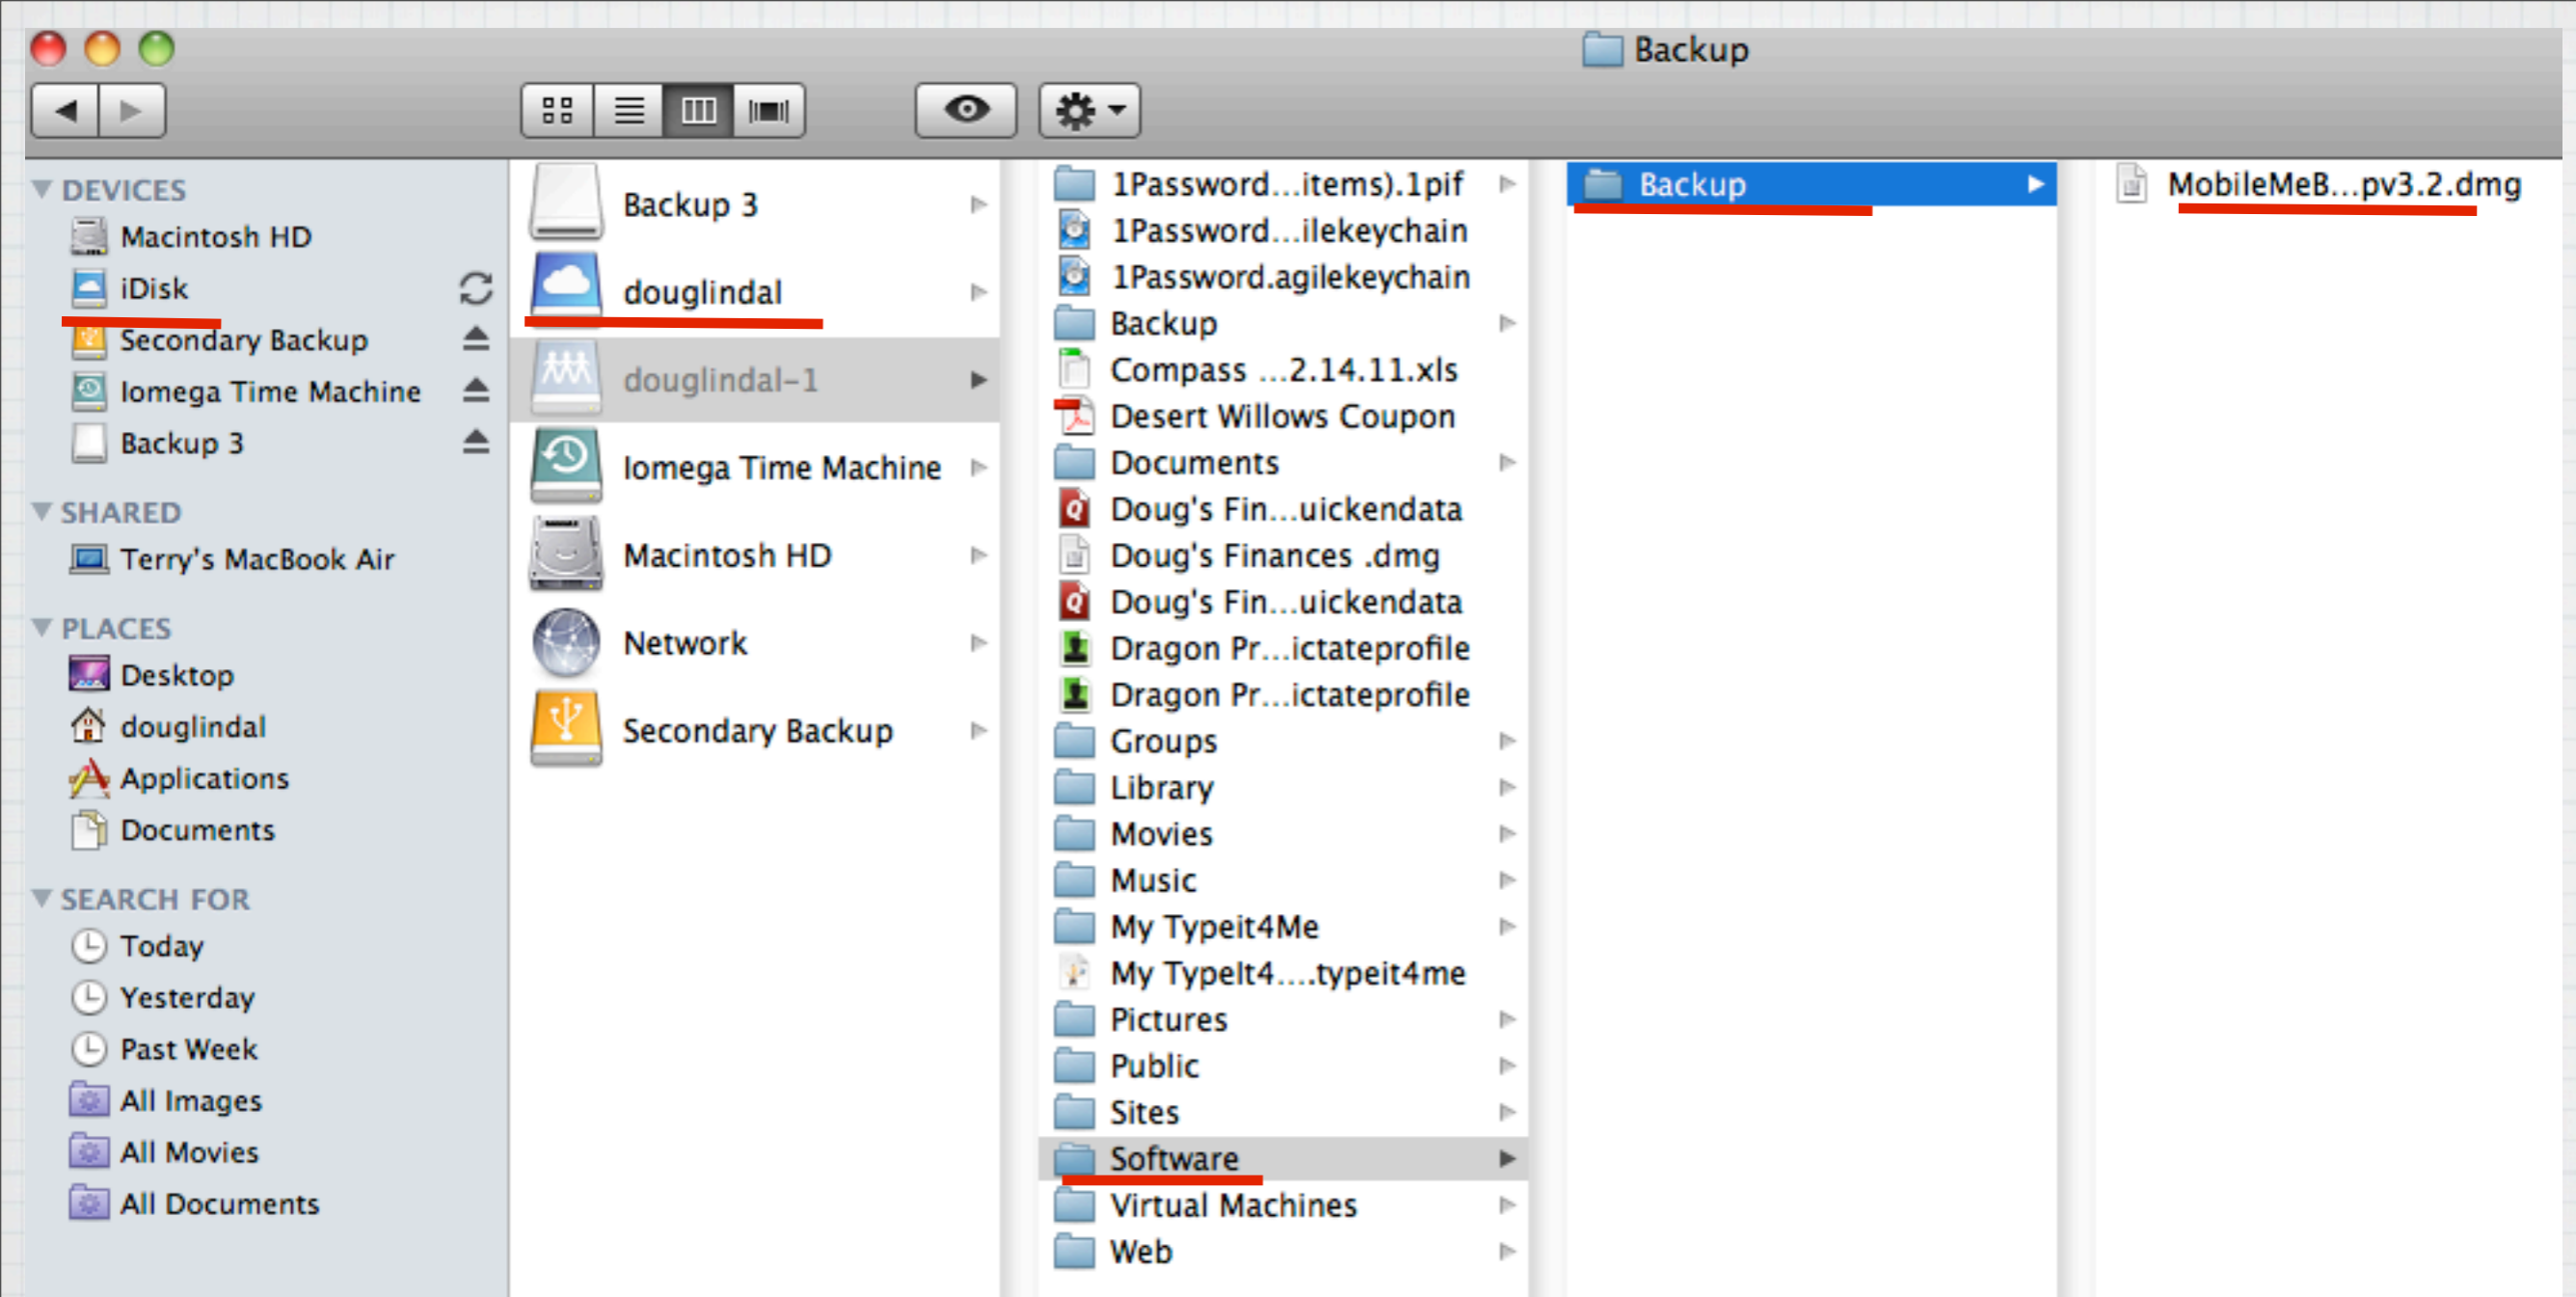 Backup
DEVICES
Macintosh HD
iDisk
Secondary Backup
Iomega Time Machine
Backup 3
SHARED
Terry's MacBook Air
PLACES
Desktop
douglindal
Applications
Documents
SEARCH FOR
Today
Yesterday
Past Week
All Images
All Movies
All Documents
Backup 3
douglindal
douglindal-1
Iomega Time Machine
Macintosh HD
Network
Secondary Backup
1Password...items).1pif
1Password...ilekeychain
1Password.agilekeychain
Backup
Compass ...2.14.11.xls
Desert Willows Coupon
Documents
Doug's Fin...uickendata
Doug's Finances .dmg
Doug's Fin...uickendata
Dragon Pr...ictateprofile
Dragon Pr...ictateprofile
Groups
Library
Movies
Music
My Typeit4Me
My TypeIt4....typeit4me
Pictures
Public
Sites
Software
Virtual Machines
Web
Backup
MobileMeB...pv3.2.dmg